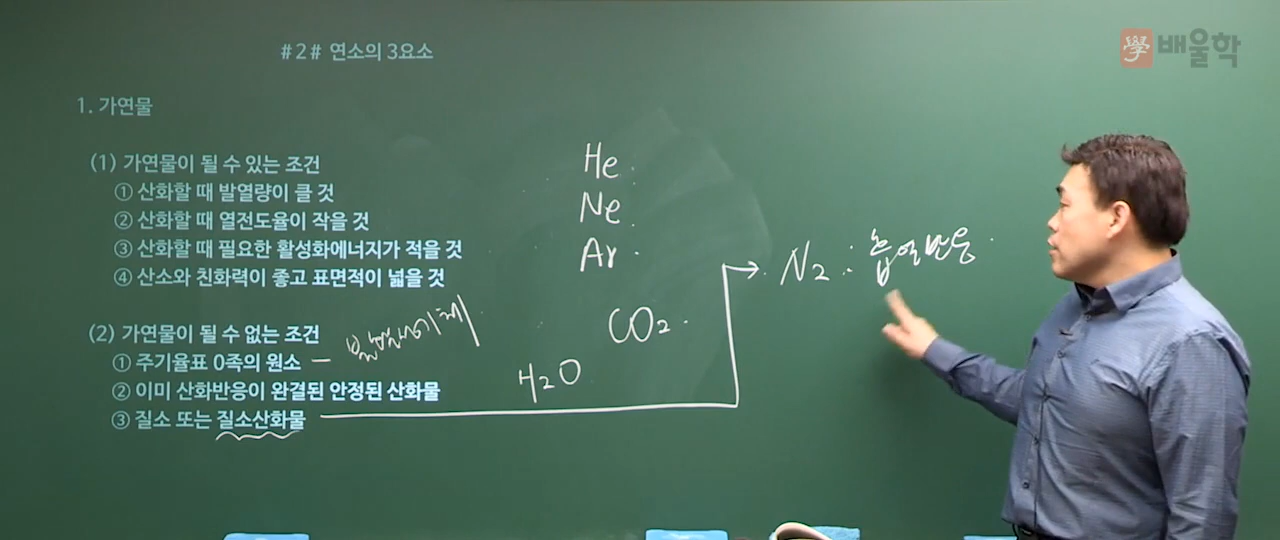 #2# 연소의 3요소
學 배울학
1. 가연물
(1) 가연물이 될 수 있는 조건
① 산화할 때 발열량이 클 것
② 산화할 때 열전도율이 작을 것
③ 산화할 때 필요한 활성화에너지가 적을 것
④ 산소와 친화력이 좋고 표면적이 넓을 것
(2) 가연물이 될 수 없는 조건
① 주기율표 0족의 원소 —
② 이미 산화반응이 완결된 안정된 산화물
③ 질소 또는 질소산화물
He
Ne
Ar
CO₂
H₂O
N₂ : 흡열반응